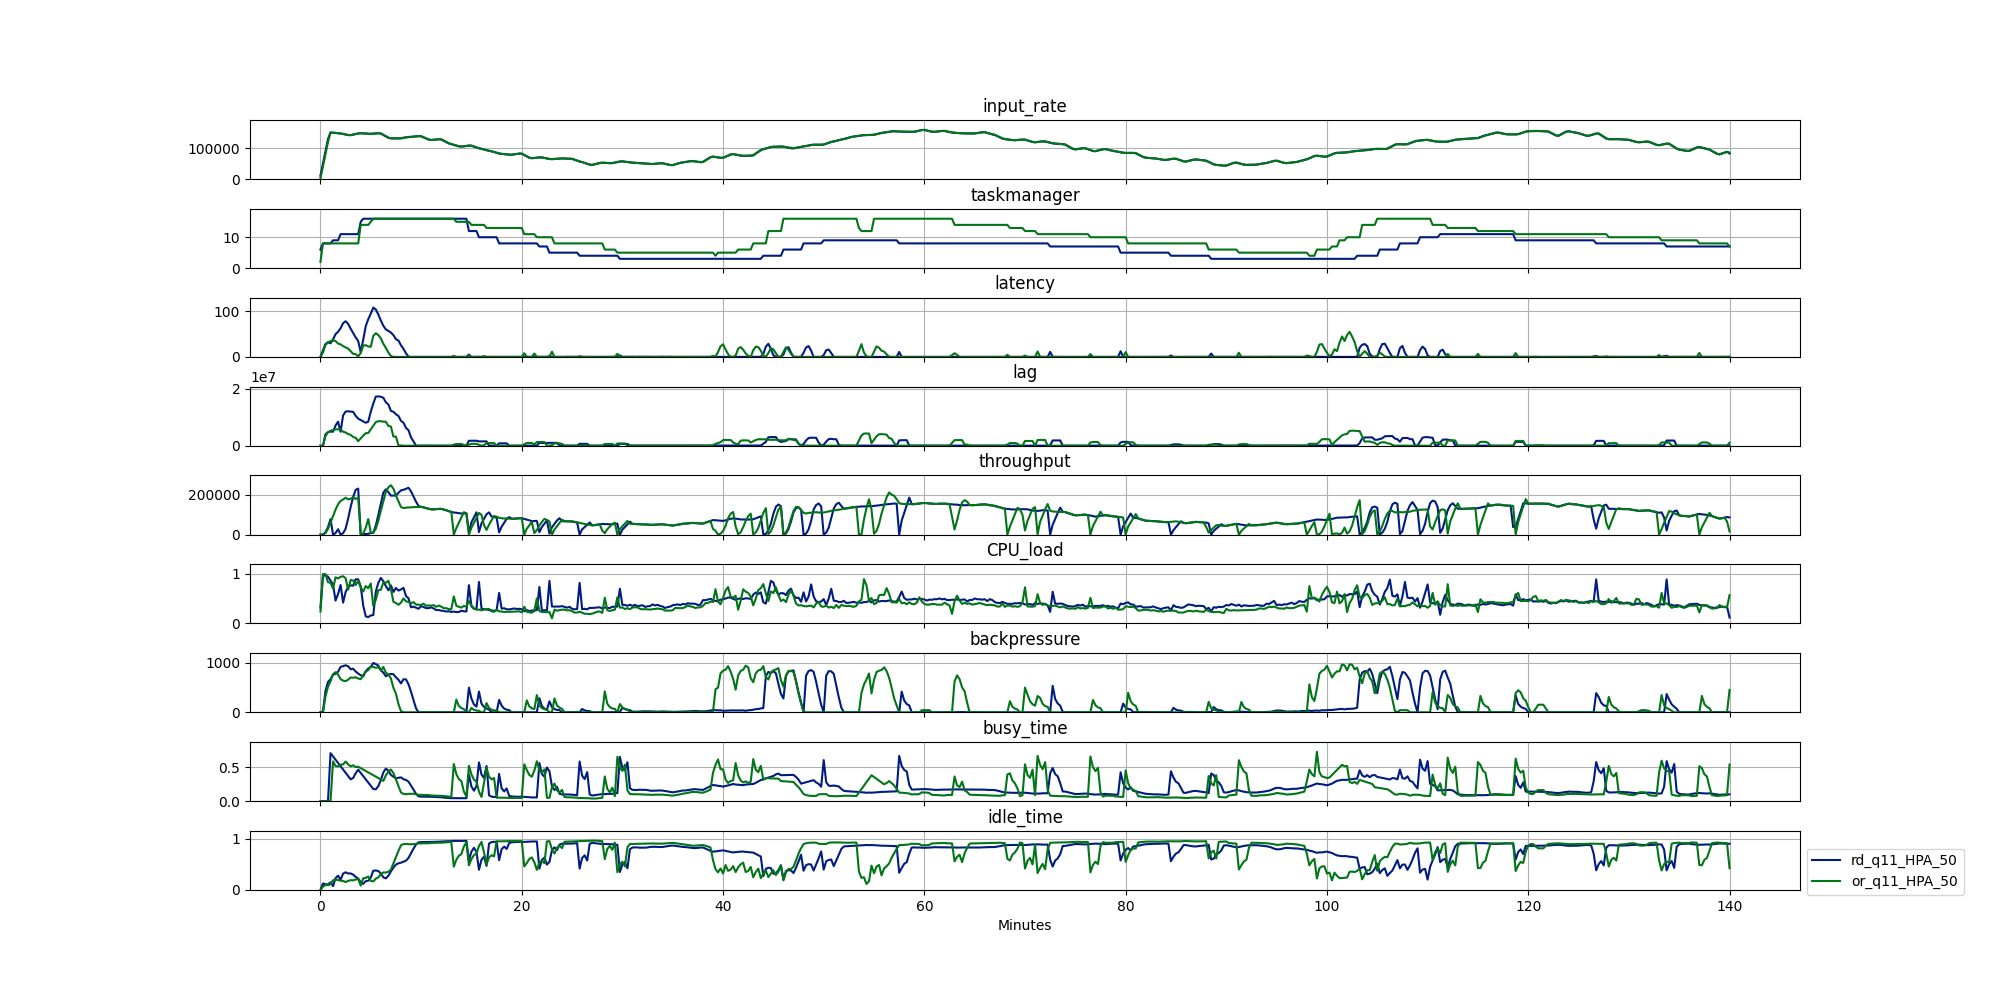 input_rate
100000
0
taskmanager
10
0
latency
100
0
1e7
lag
2
0
throughput
200000
0
CPU_load
1
0
backpressure
1000
0
busy_time
0.5
0.0
idle_time
1
0
0 20 40 60 80 100 120 140
Minutes
rd_q11_HPA_50
or_q11_HPA_50